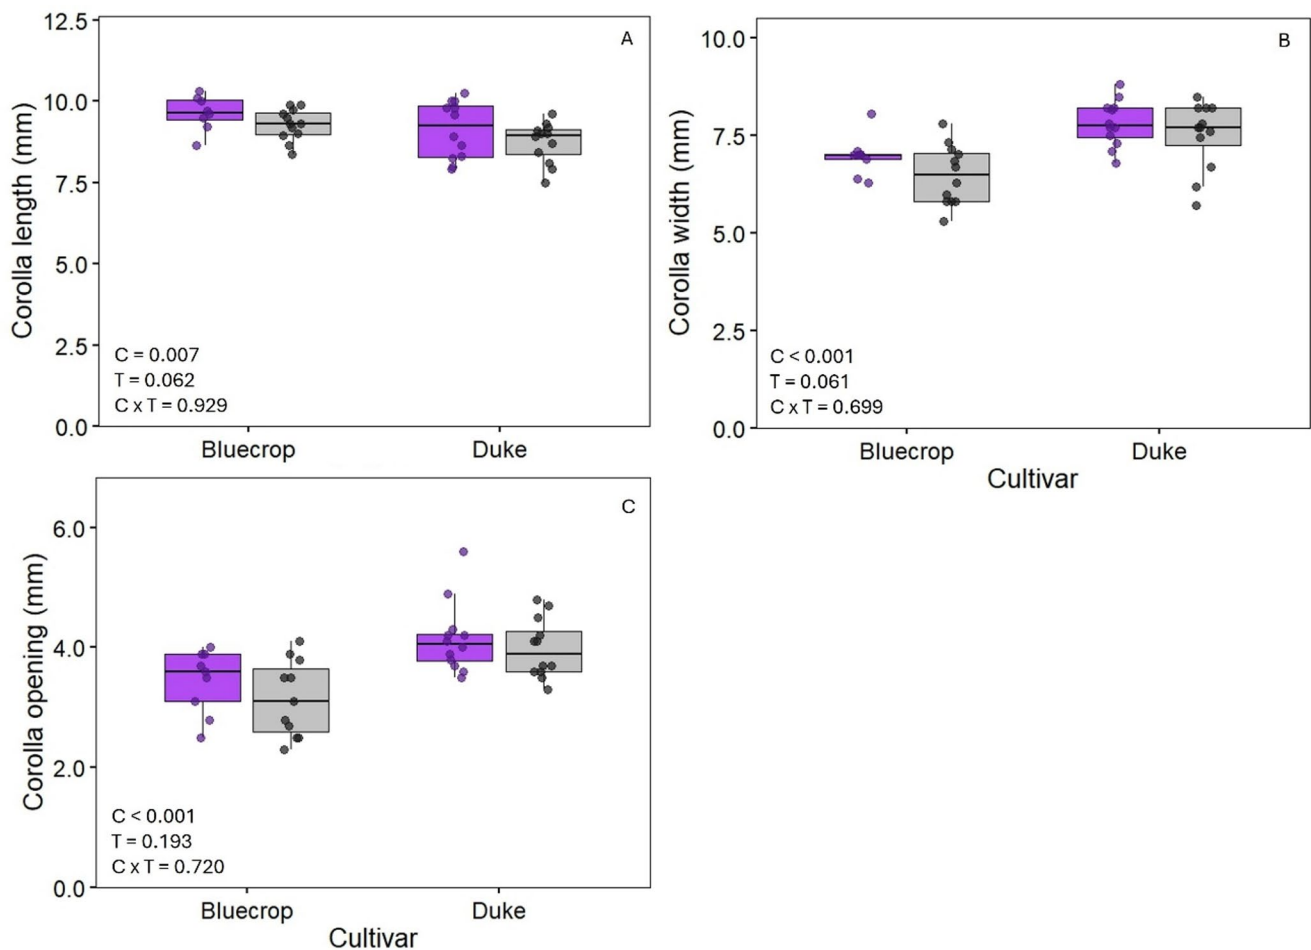 A
Corolla length (mm)
12.5
10.0
7.5
5.0
2.5
0.0
C = 0.007
T = 0.062
C x T = 0.929
Bluecrop Duke
B
Corolla width (mm)
10.0
7.5
5.0
2.5
0.0
C < 0.001
T = 0.061
C x T = 0.699
Bluecrop Duke
Cultivar
C
Corolla opening (mm)
6.0
4.0
2.0
0.0
C < 0.001
T = 0.193
C x T = 0.720
Bluecrop Duke
Cultivar